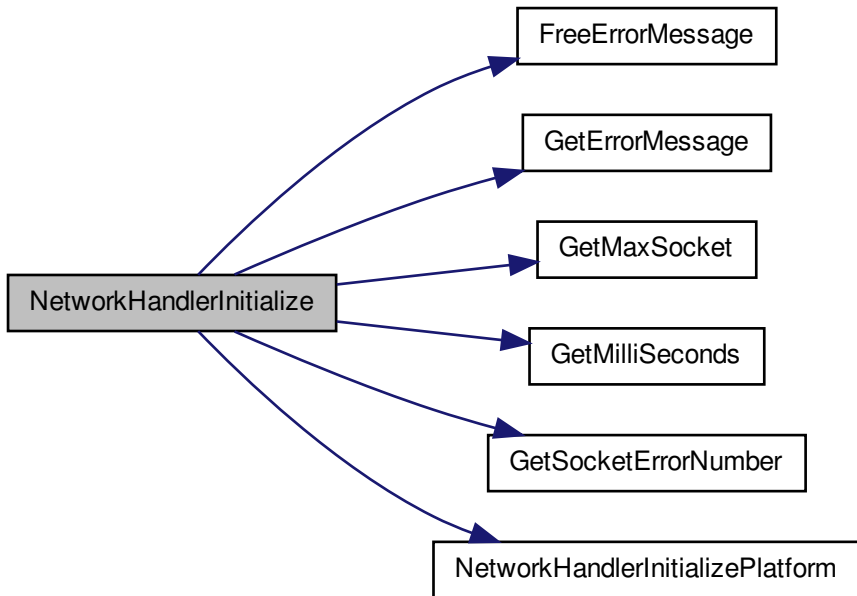 FreeErrorMessage
GetErrorMessage
GetMaxSocket
NetworkHandlerInitialize
GetMilliSeconds
GetSocketErrorNumber
NetworkHandlerInitializePlatform